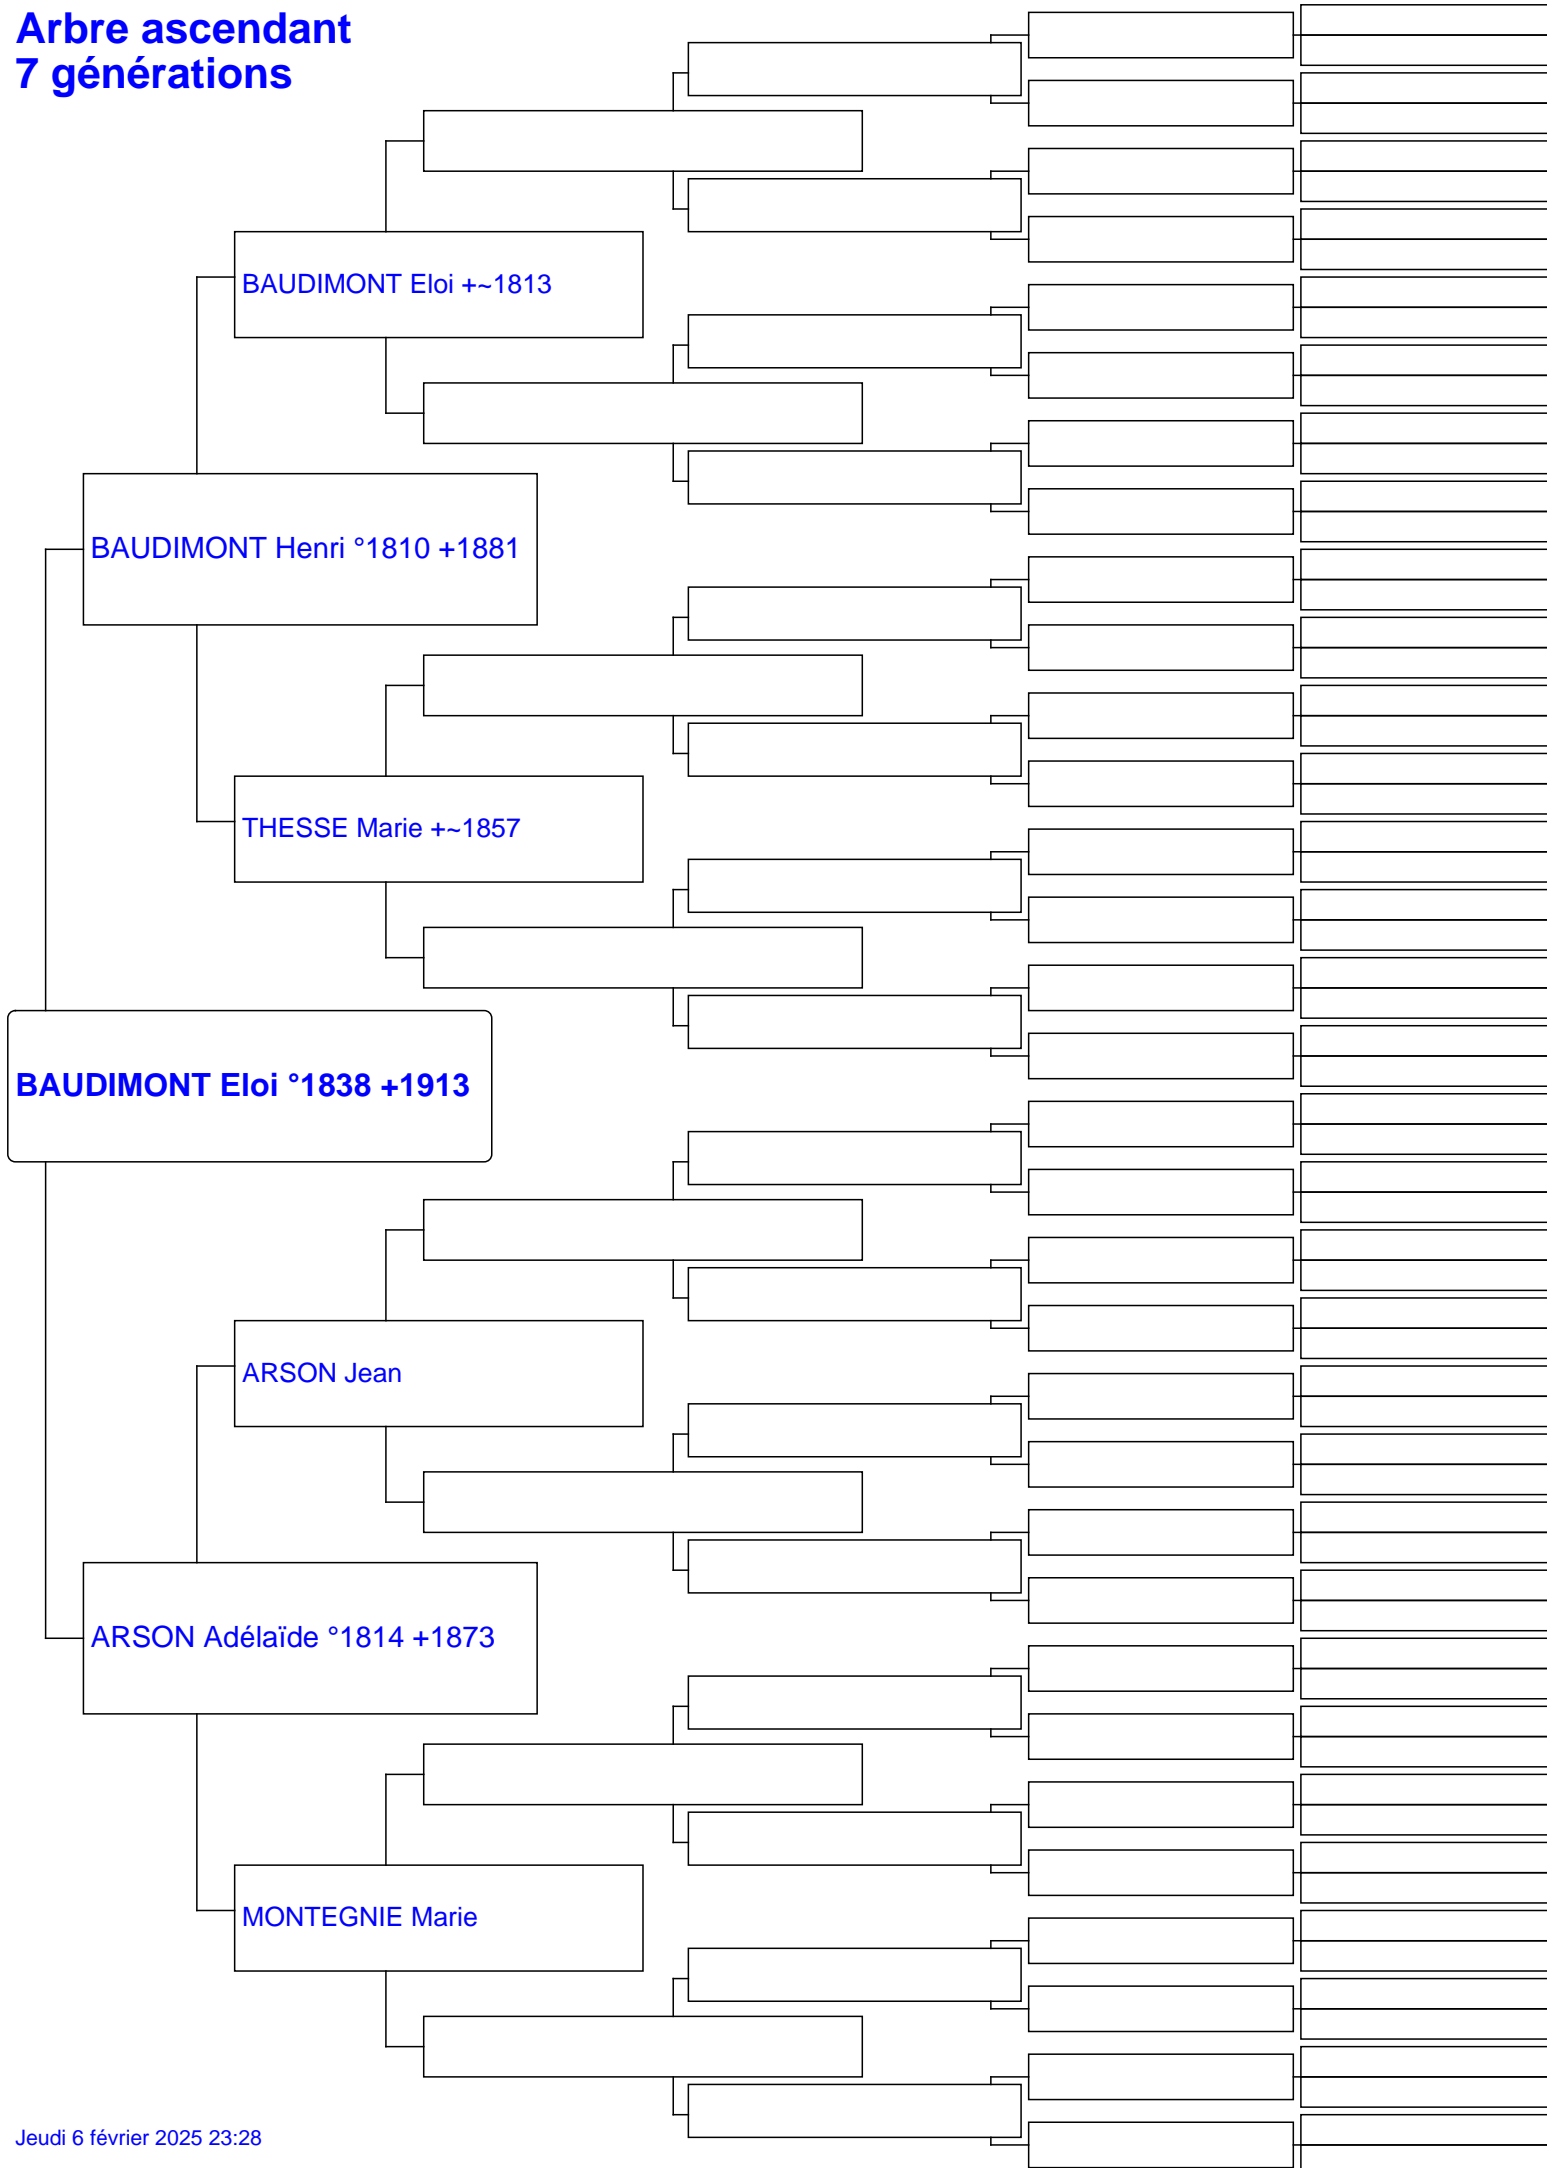 Arbre ascendant
7 générations
BAUDIMONT Eloi +~1813
BAUDIMONT Henri °1810 +1881
THESSE Marie +~1857
BAUDIMONT Eloi °1838 +1913
ARSON Jean
ARSON Adélaïde °1814 +1873
MONTEGNIE Marie
Jeudi 6 février 2025 23:28